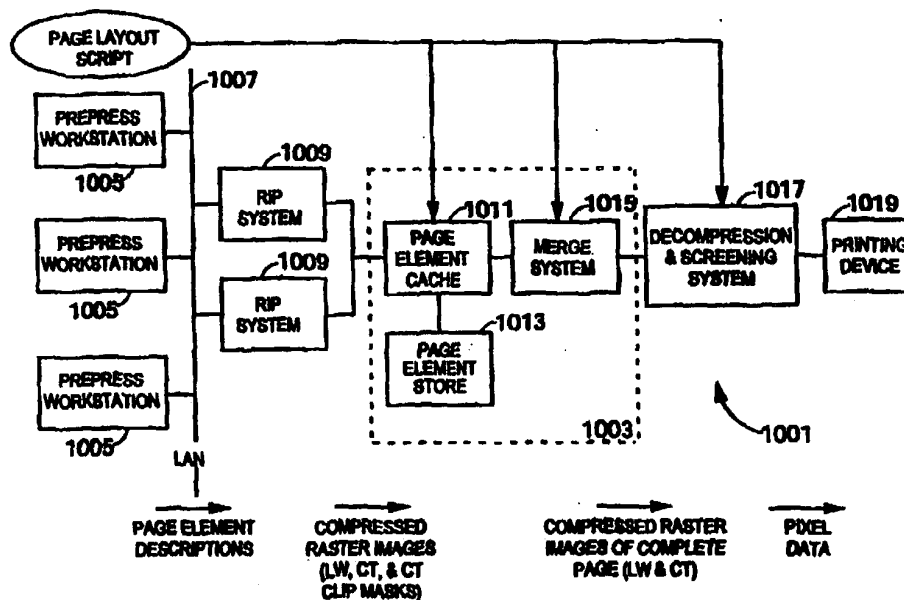 PAGE LAYOUT
SCRIPT
1007
PREPRESS
WORKSTATION
1005
PREPRESS
WORKSTATION
1005
PREPRESS
WORKSTATION
1005
LAN
1009
RIP
SYSTEM
1009
RIP
SYSTEM
1011
PAGE
ELEMENT
CACHE
1013
PAGE
ELEMENT
STORE
1015
MERGE
SYSTEM
1003
1017
DECOMPRESSION
& SCREENING
SYSTEM
1019
PRINTING
DEVICE
1001
PAGE ELEMENT
DESCRIPTIONS
COMPRESSED
RASTER IMAGES
(LW, CT, & CT
CLIP MASKS)
COMPRESSED RASTER
IMAGES OF COMPLETE
PAGE (LW & CT)
PIXEL
DATA